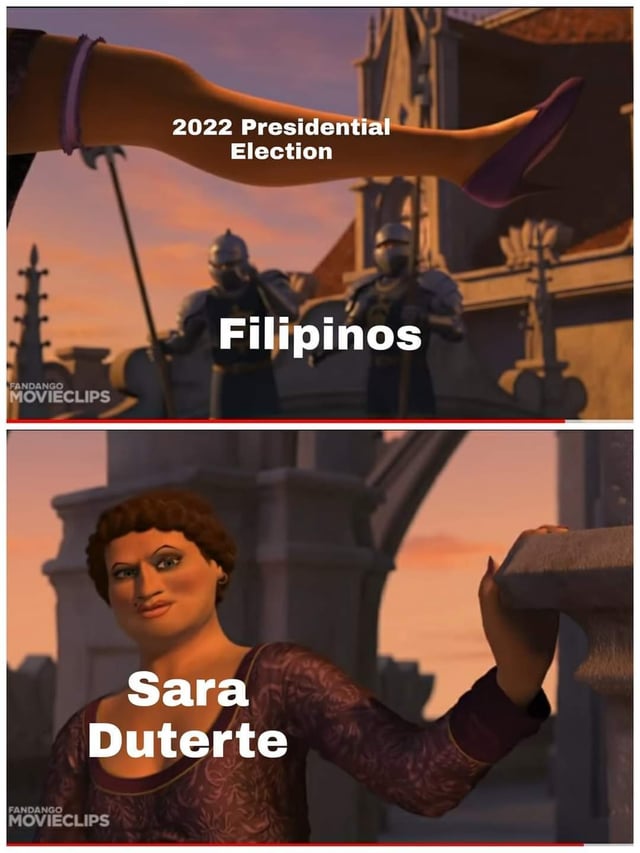 2022 Presidential
Election
Filipinos
FANDANGO
MOVIECLIPS
Sara
Duterte
FANDANGO
MOVIECLIPS